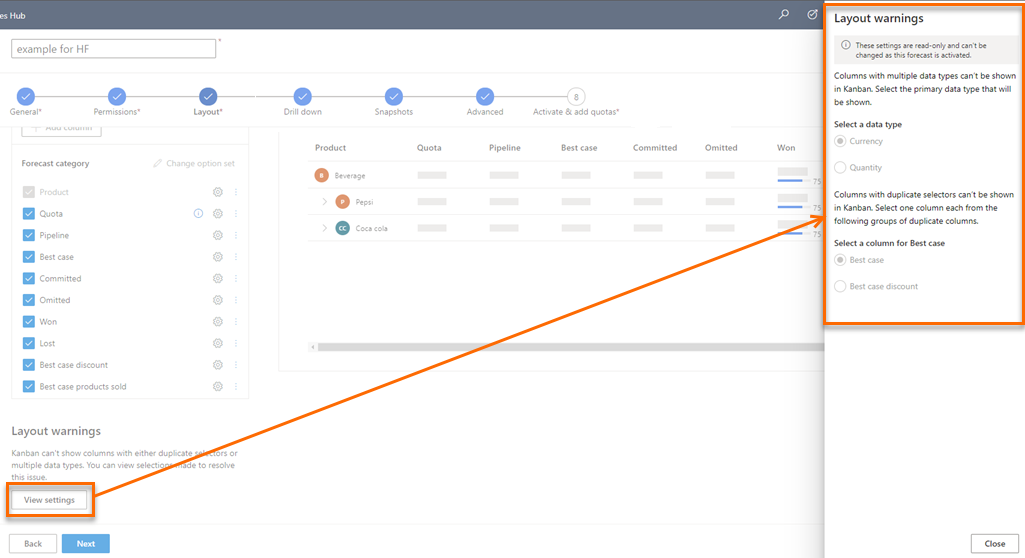 es Hub
example for HF
*
General*
Permissions*
Layout*
Drill down
Snapshots
Advanced
8
Activate & add quotas*
Add column
Forecast category
Change option set
Product
Quota
Pipeline
Best case
Committed
Omitted
Won
Lost
Best case discount
Best case products sold
Product Quota Pipeline Best case Committed Omitted Won
B Beverage
75
P Pepsi
75
CC Coca cola
75
Layout warnings
Kanban can't show columns with either duplicate selectors or
multiple data types. You can view selections made to resolve
this issue.
View settings
Back
Next
Layout warnings
These settings are read-only and can't be
changed as this forecast is activated.
Columns with multiple data types can't be shown
in Kanban. Select the primary data type that will
be shown.
Select a data type
Currency
Quantity
Columns with duplicate selectors can't be shown
in Kanban. Select one column each from the
following groups of duplicate columns.
Select a column for Best case
Best case
Best case discount
Close